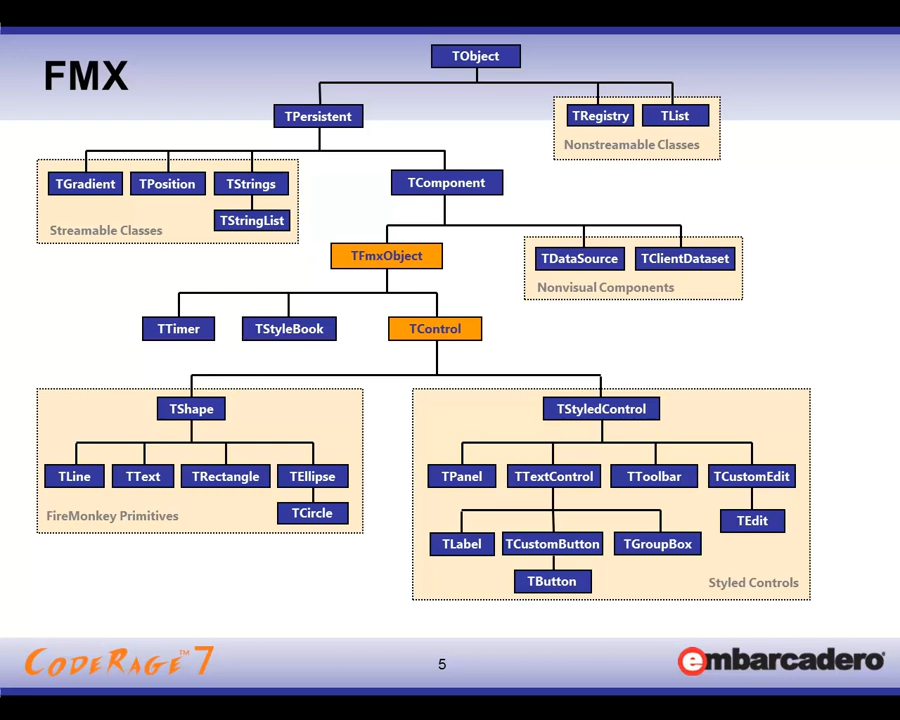 FMX
TObject
TPersistent
TRegistry
TList
Nonstreamable Classes
TGradient
TPosition
TStrings
TStringList
Streamable Classes
TComponent
TFmxObject
TDataSource
TClientDataset
Nonvisual Components
TTimer
TStyleBook
TControl
TShape
TLine
TText
TRectangle
TEllipse
TCircle
FireMonkey Primitives
TStyledControl
TPanel
TTextControl
TToolbar
TCustomEdit
TEdit
TLabel
TCustomButton
TGroupBox
TButton
Styled Controls
CodeRage™ 7
5
embarcadero®